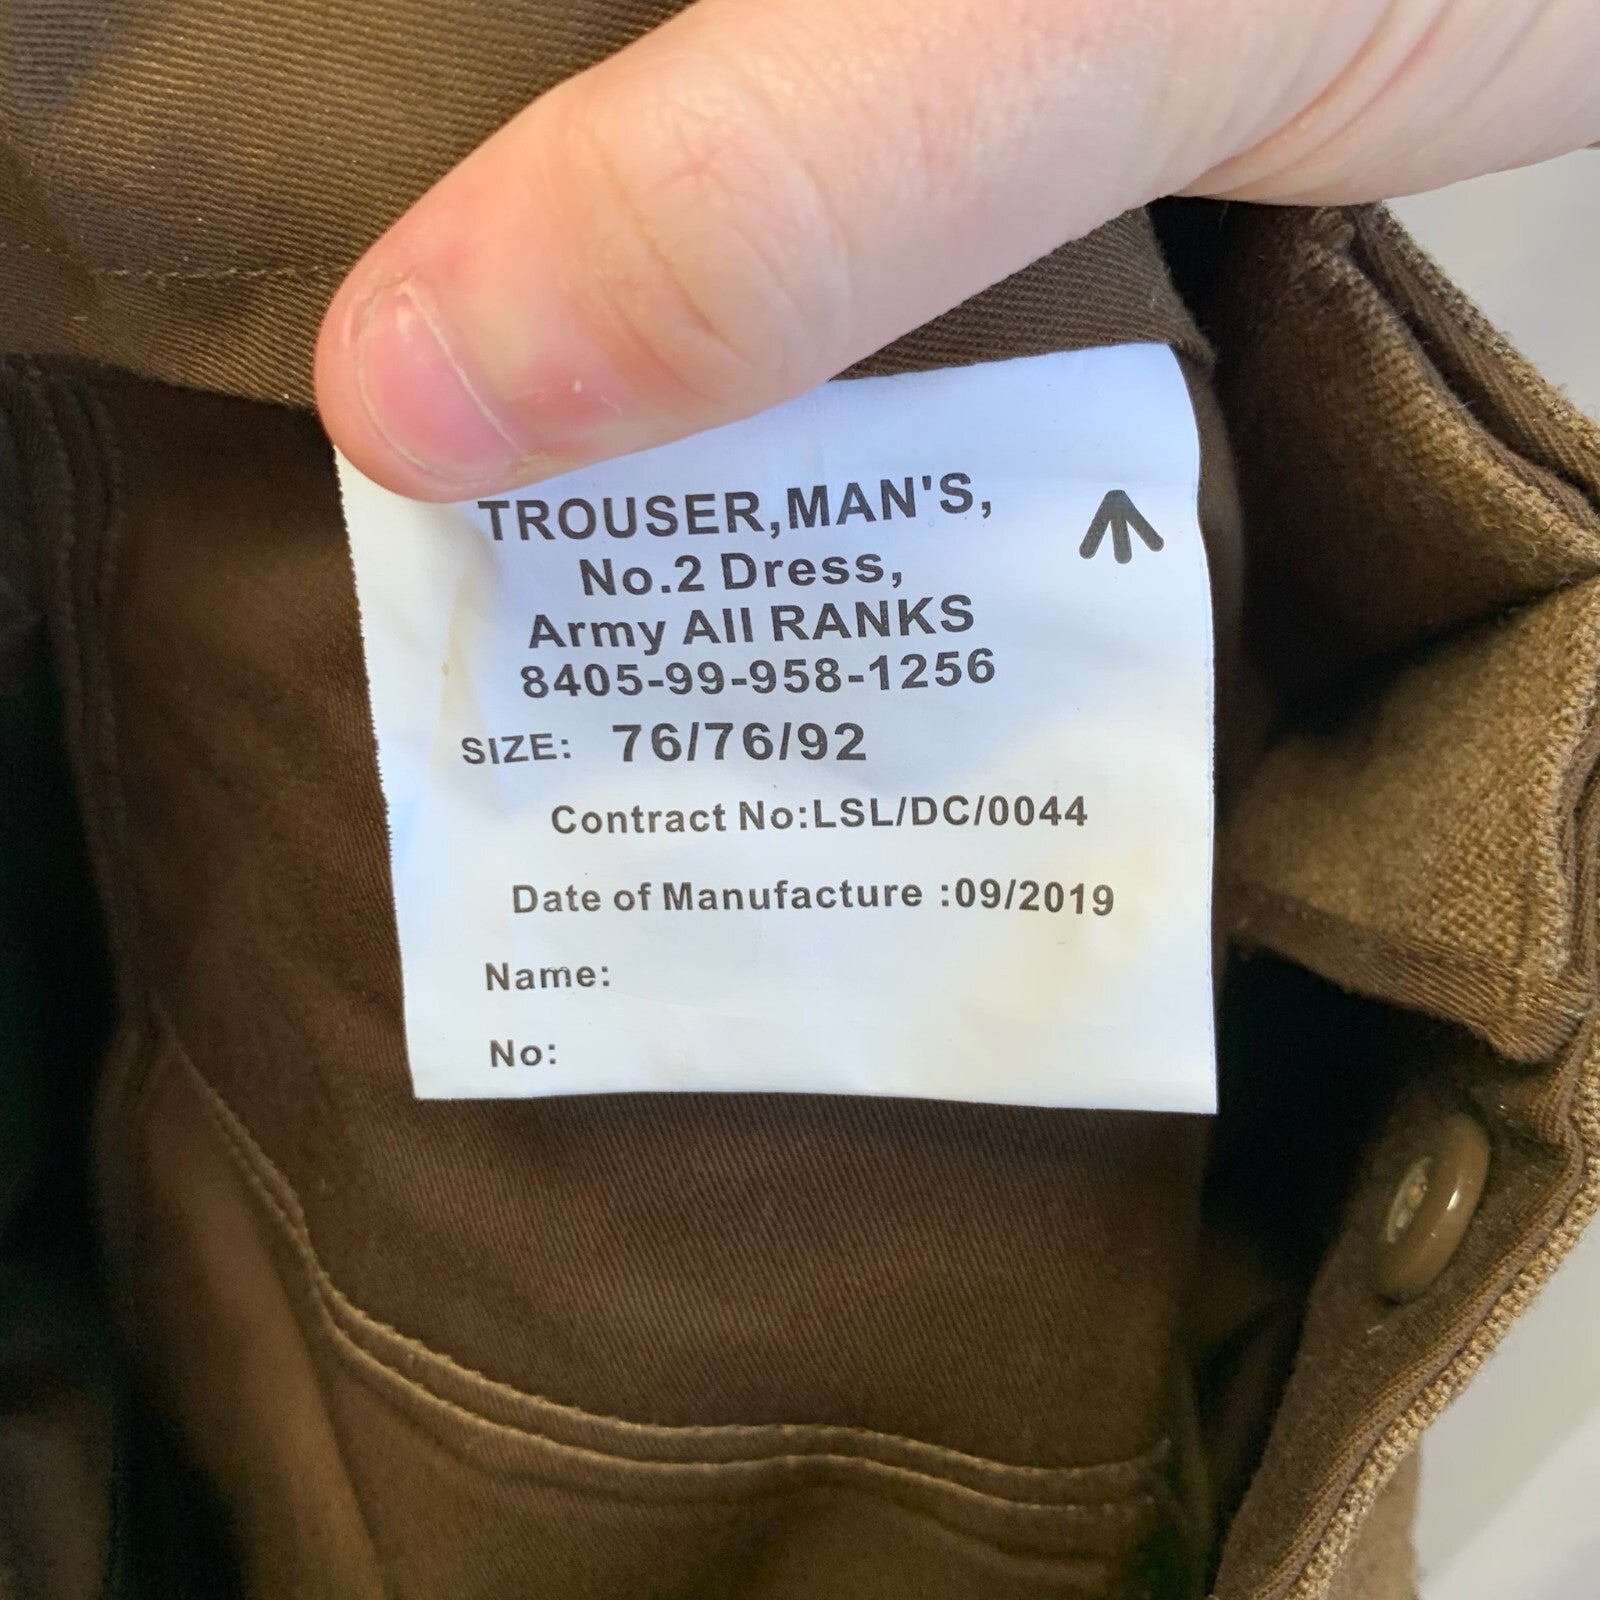 TROUSER,MAN'S,
No.2 Dress,
Army All RANKS
8405-99-958-1256
SIZE: 76/76/92
Contract No:LSL/DC/0044
Date of Manufacture :09/2019
Name:
No: